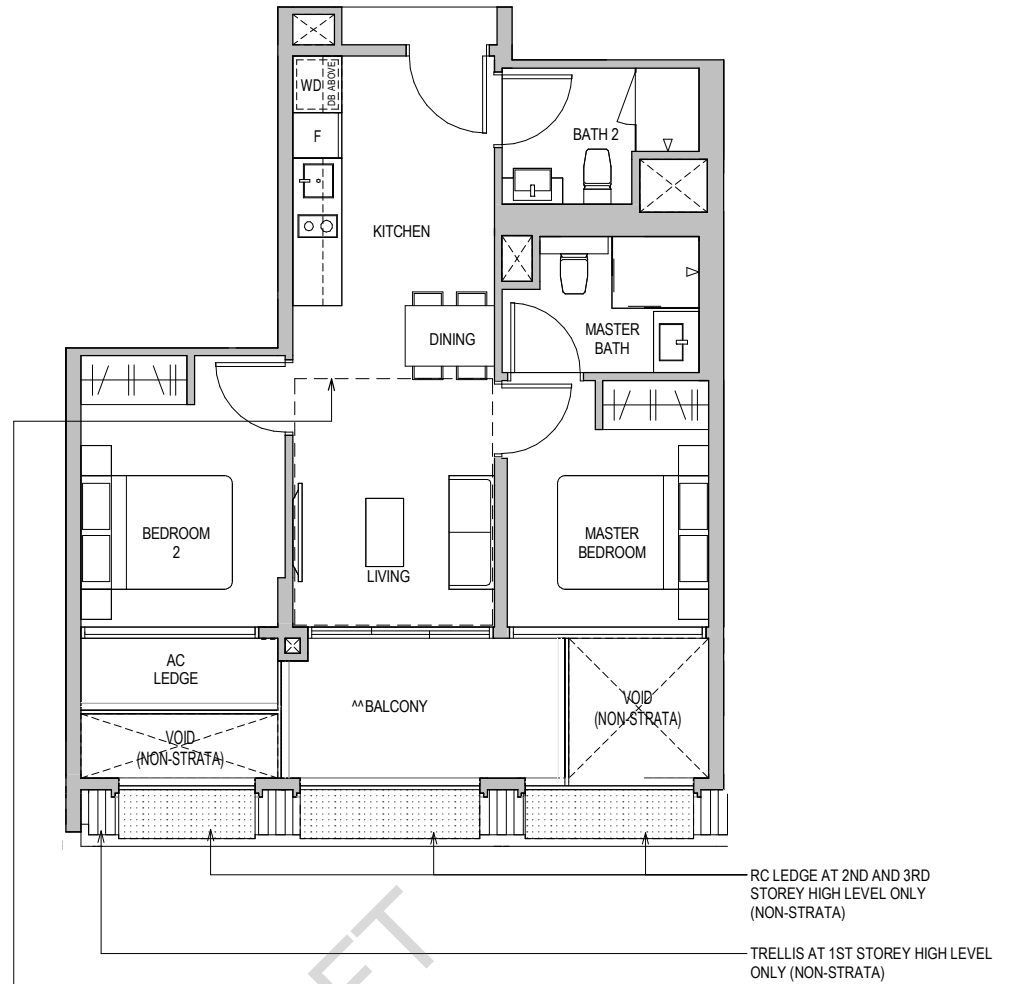 WD
DB ABOVE
F
BATH 2
KITCHEN
DINING
MASTER
BATH
BEDROOM
2
LIVING
MASTER
BEDROOM
AC
LEDGE
^^BALCONY
VOID
(NON-STRATA)
VOID
(NON-STRATA)
RC LEDGE AT 2ND AND 3RD
STOREY HIGH LEVEL ONLY
(NON-STRATA)
TRELLIS AT 1ST STOREY HIGH LEVEL
ONLY (NON-STRATA)
ET